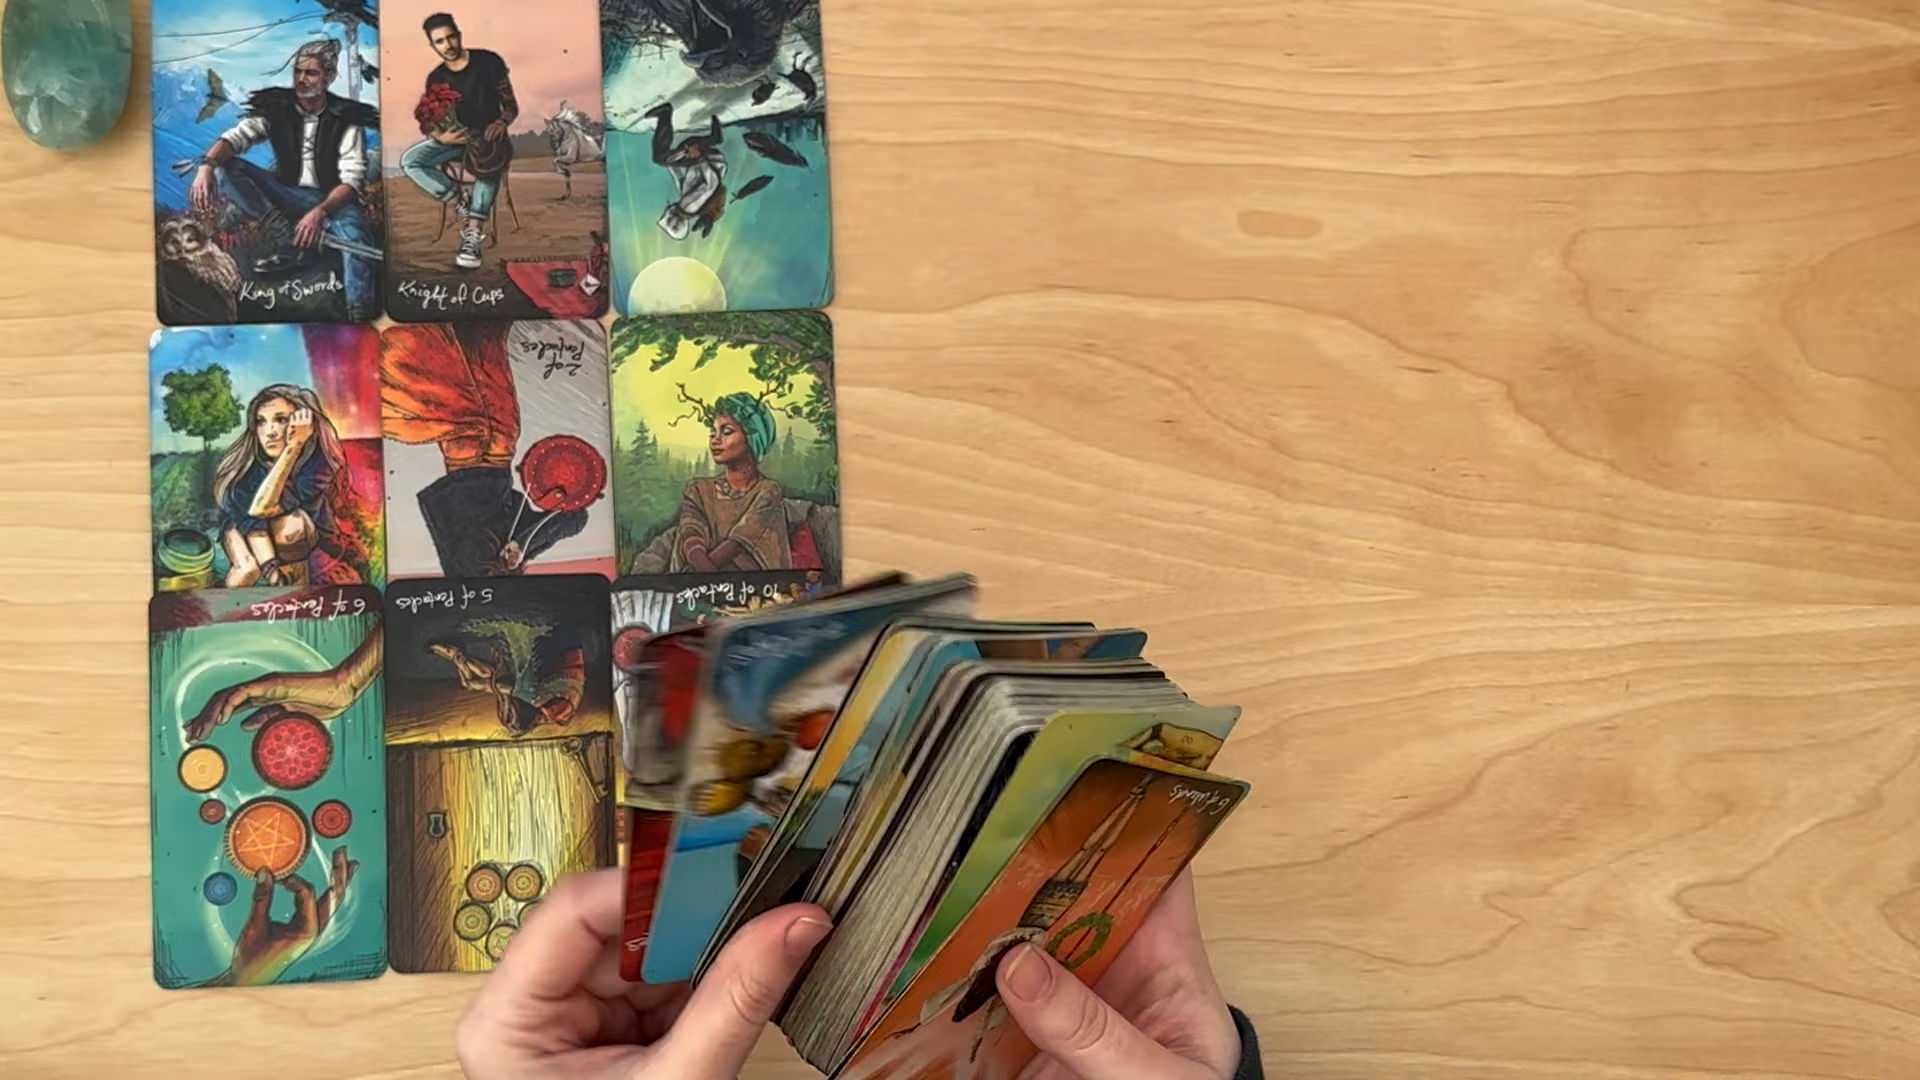 King of Swords
Knight of Cups
2 of
Pentacles
6 of Pentacles
5 of Pentacles
10 of Pentacles
6 of Wands